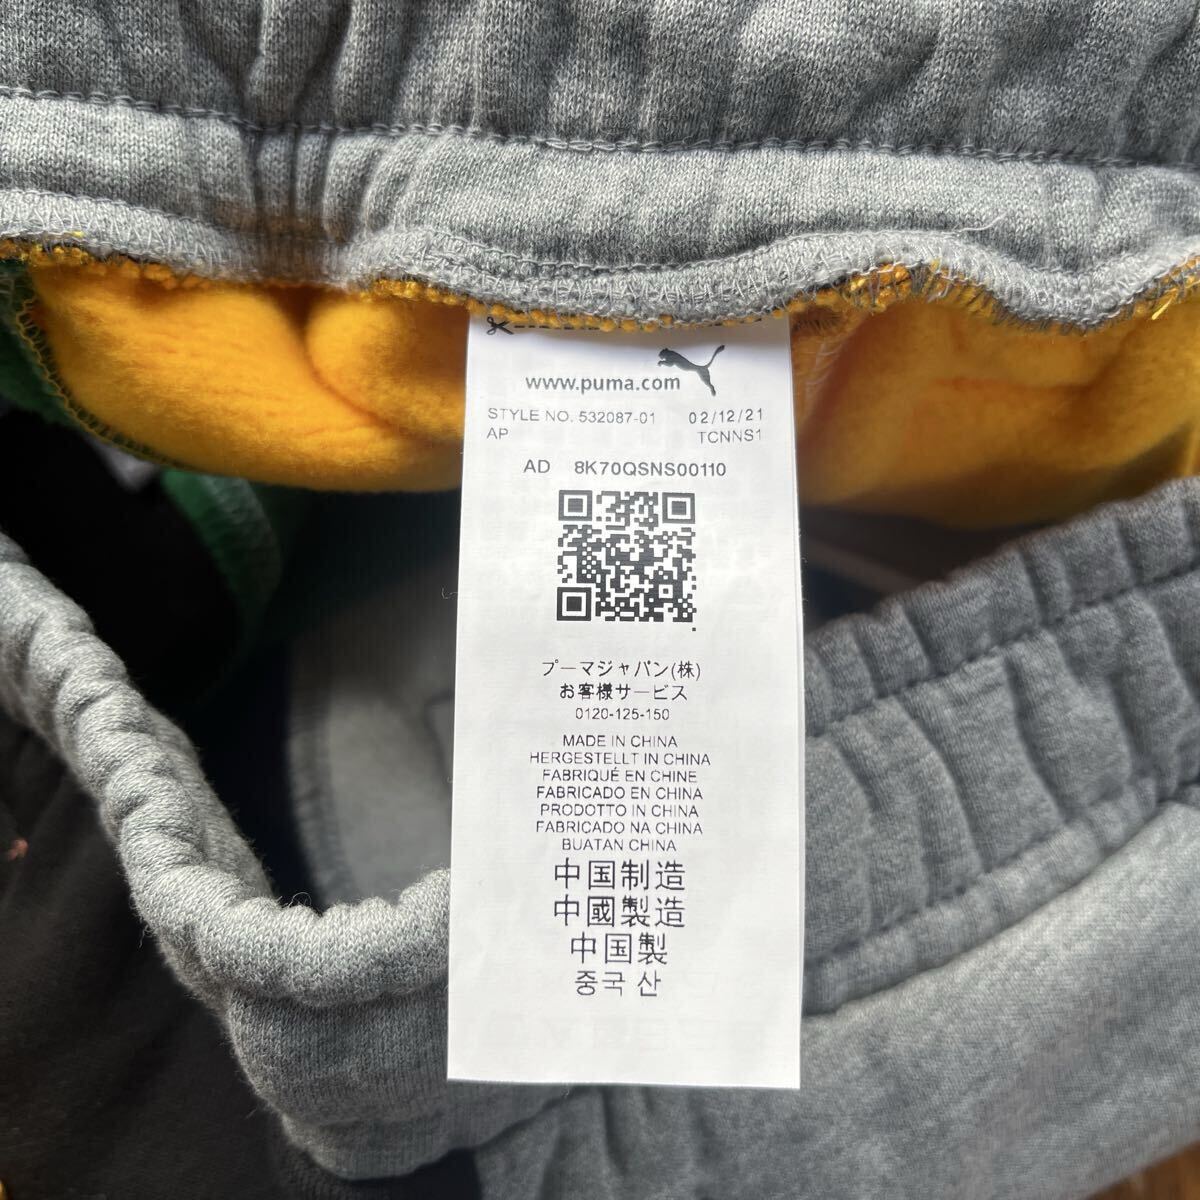 www.puma.com
STYLE NO. 532087-01 02/12/21
AP TCNNS1
AD 8K70QSNS00110
プーマジャパン(株)
お客様サービス
0120-125-150
MADE IN CHINA
HERGESTELLT IN CHINA
FABRIQUÉ EN CHINE
FABRICADO EN CHINA
PRODOTTO IN CHINA
FABRICADO NA CHINA
BUATAN CHINA
中国制造
中國製造
中国製
중국 산